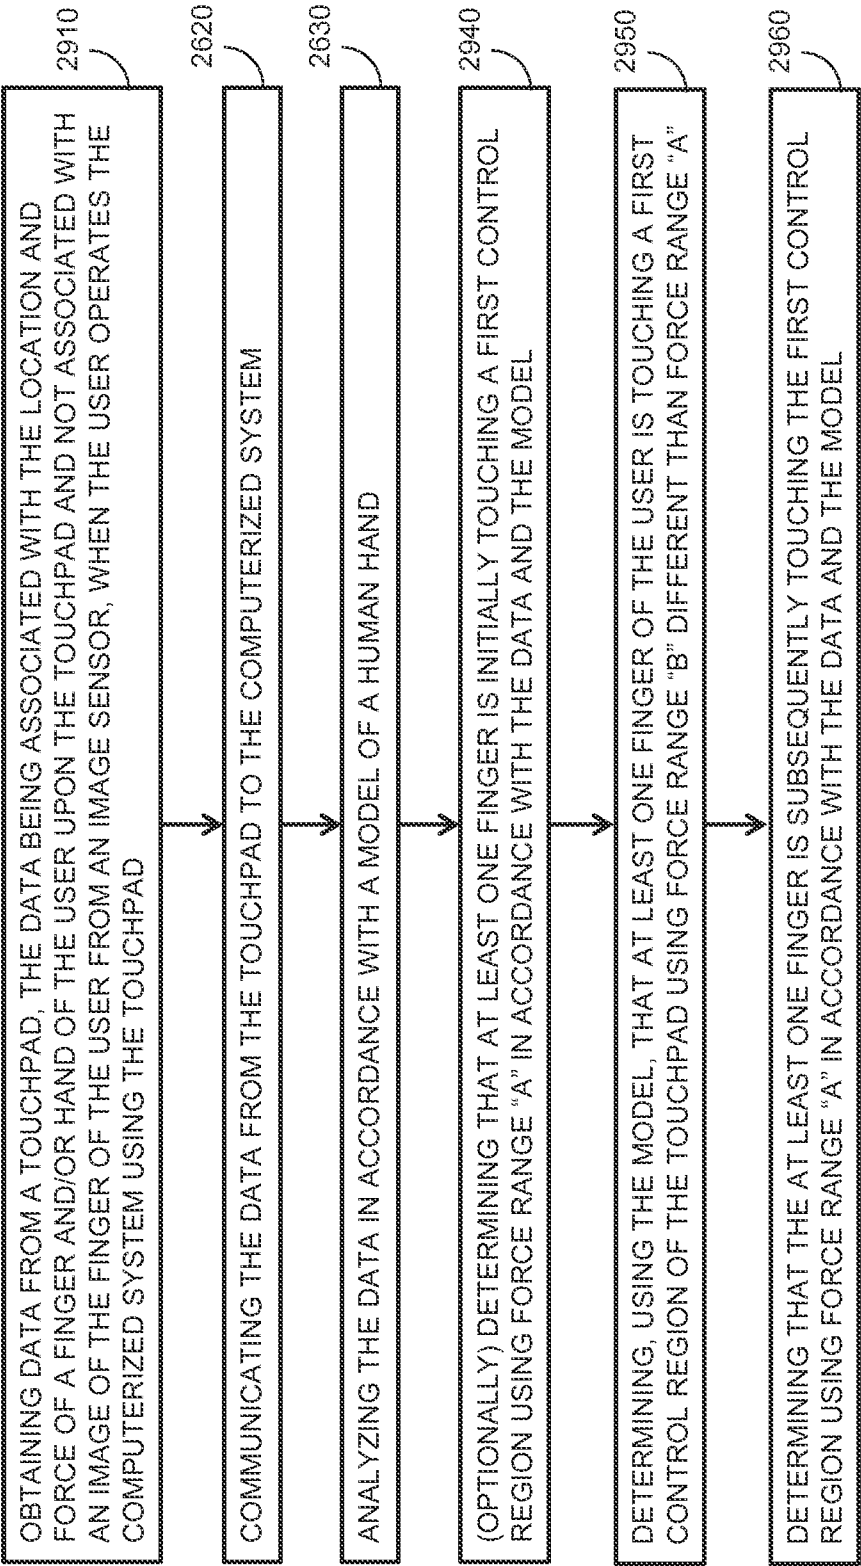 OBTAINING DATA FROM A TOUCHPAD, THE DATA BEING ASSOCIATED WITH THE LOCATION AND
FORCE OF A FINGER AND/OR HAND OF THE USER UPON THE TOUCHPAD AND NOT ASSOCIATED WITH
AN IMAGE OF THE FINGER OF THE USER FROM AN IMAGE SENSOR, WHEN THE USER OPERATES THE
COMPUTERIZED SYSTEM USING THE TOUCHPAD
2910
COMMUNICATING THE DATA FROM THE TOUCHPAD TO THE COMPUTERIZED SYSTEM
2620
ANALYZING THE DATA IN ACCORDANCE WITH A MODEL OF A HUMAN HAND
2630
(OPTIONALLY) DETERMINING THAT AT LEAST ONE FINGER IS INITIALLY TOUCHING A FIRST CONTROL
REGION USING FORCE RANGE “A” IN ACCORDANCE WITH THE DATA AND THE MODEL
2940
DETERMINING, USING THE MODEL, THAT AT LEAST ONE FINGER OF THE USER IS TOUCHING A FIRST
CONTROL REGION OF THE TOUCHPAD USING FORCE RANGE “B” DIFFERENT THAN FORCE RANGE “A”
2950
DETERMINING THAT THE AT LEAST ONE FINGER IS SUBSEQUENTLY TOUCHING THE FIRST CONTROL
REGION USING FORCE RANGE “A” IN ACCORDANCE WITH THE DATA AND THE MODEL
2960